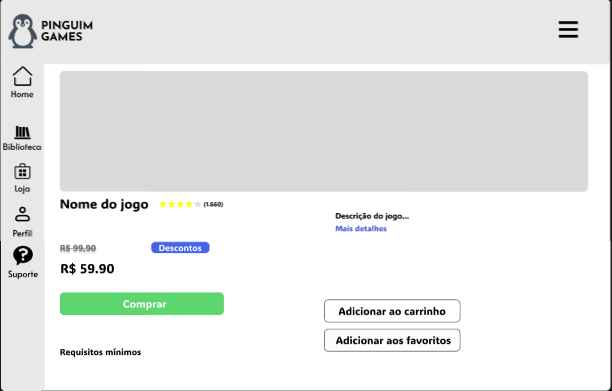 PINGUIM
GAMES
Home
Biblioteca
Loja
Perfil
Suporte
Nome do jogo
(1.660)
Descrição do jogo...
Mais detalhes
R$ 99,90
Descontos
R$ 59.90
Comprar
Adicionar ao carrinho
Adicionar aos favoritos
Requisitos mínimos